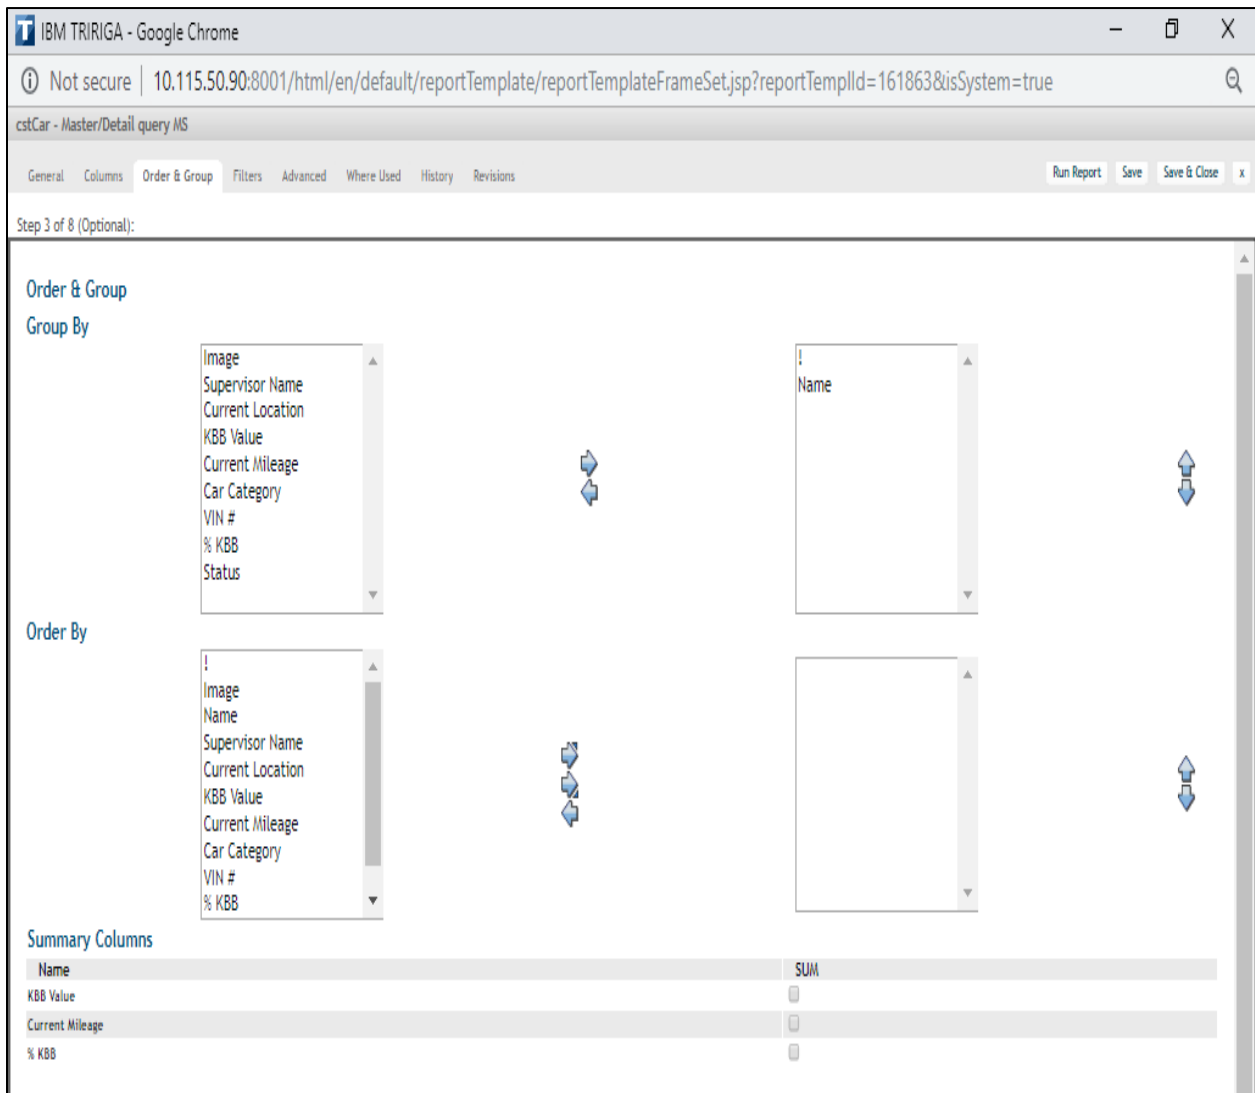 IBM TRIRIGA - Google Chrome
Not secure | 10.115.50.90:8001/html/en/default/reportTemplate/reportTemplateFrameSet.jsp?reportTemplId=161863&isSystem=true
cstCar - Master/Detail query MS
General Columns Order & Group Filters Advanced Where Used History Revisions Run Report Save Save & Close x
Step 3 of 8 (Optional):
Order & Group
Group By
Image
Supervisor Name
Current Location
KBB Value
Current Mileage
Car Category
VIN #
% KBB
Status
!
Name
Order By
!
Image
Name
Supervisor Name
Current Location
KBB Value
Current Mileage
Car Category
VIN #
% KBB
Summary Columns
Name SUM
KBB Value
Current Mileage
% KBB